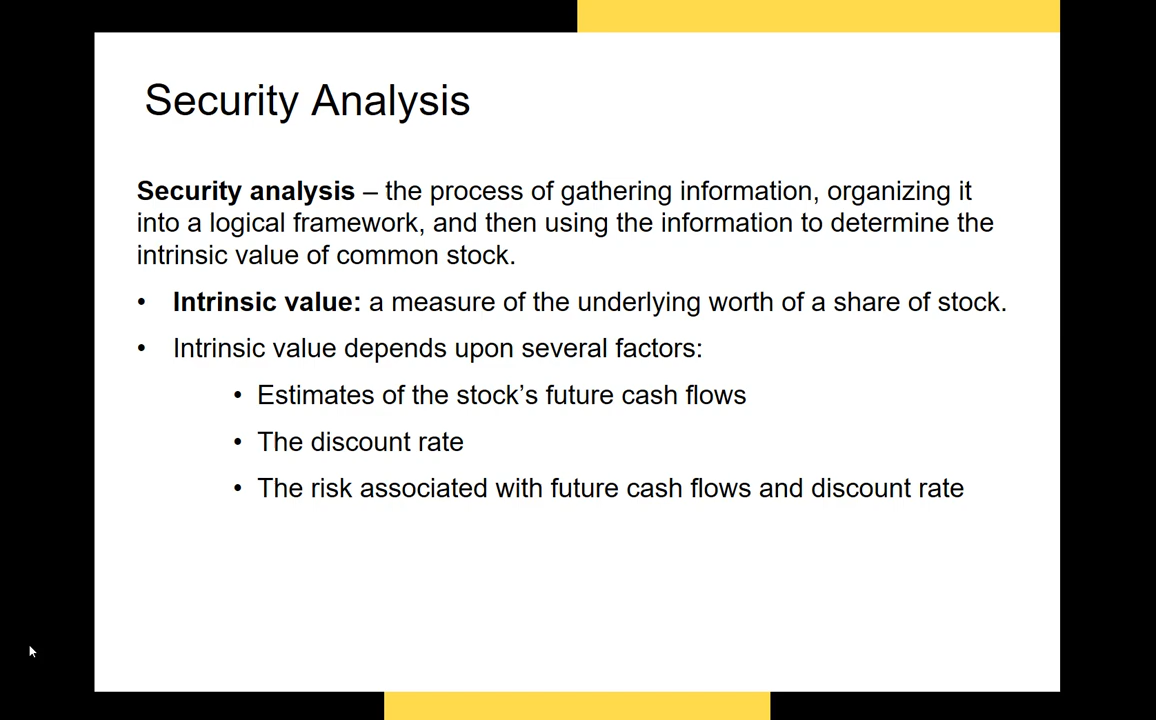 Security Analysis
Security analysis – the process of gathering information, organizing it
into a logical framework, and then using the information to determine the
intrinsic value of common stock.
• Intrinsic value: a measure of the underlying worth of a share of stock.
• Intrinsic value depends upon several factors:
• Estimates of the stock’s future cash flows
• The discount rate
• The risk associated with future cash flows and discount rate